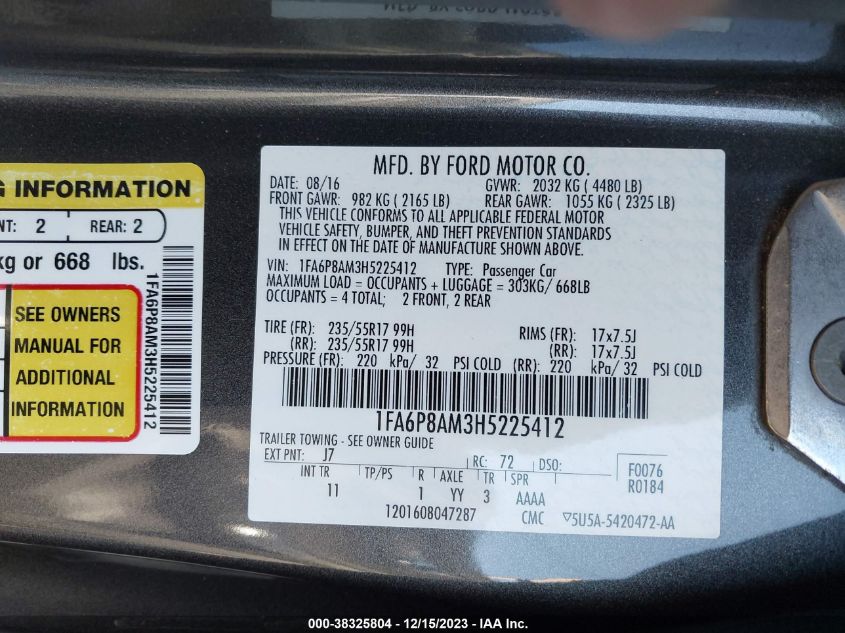 MFD. BY FORD MOTOR CO.
DATE: 08/16 GVWR: 2032 KG ( 4480 LB)
FRONT GAWR: 982 KG ( 2165 LB) REAR GAWR: 1055 KG ( 2325 LB)
THIS VEHICLE CONFORMS TO ALL APPLICABLE FEDERAL MOTOR
VEHICLE SAFETY, BUMPER, AND THEFT PREVENTION STANDARDS
IN EFFECT ON THE DATE OF MANUFACTURE SHOWN ABOVE.
VIN: 1FA6P8AM3H5225412 TYPE: Passenger Car
MAXIMUM LOAD = OCCUPANTS + LUGGAGE = 303KG/ 668LB
OCCUPANTS = 4 TOTAL; 2 FRONT, 2 REAR
TIRE (FR): 235/55R17 99H RIMS (FR): 17x7.5J
(RR): 235/55R17 99H (RR): 17x7.5J
PRESSURE (FR): 220 kPa/ 32 PSI COLD (RR): 220 kPa/ 32 PSI COLD
1FA6P8AM3H5225412
TRAILER TOWING - SEE OWNER GUIDE
EXT PNT: J7 RC: 72 DSO: F0076
INT TR TP/PS R AXLE TR SPR R0184
11 1 YY 3 AAAA
1201608047287 CMC ▽5U5A-5420472-AA
G INFORMATION
NT: 2 REAR: 2
kg or 668 lbs.
SEE OWNERS
MANUAL FOR
ADDITIONAL
INFORMATION
1FA6P8AM3H5225412
000-38325804 - 12/15/2023 - IAA Inc.